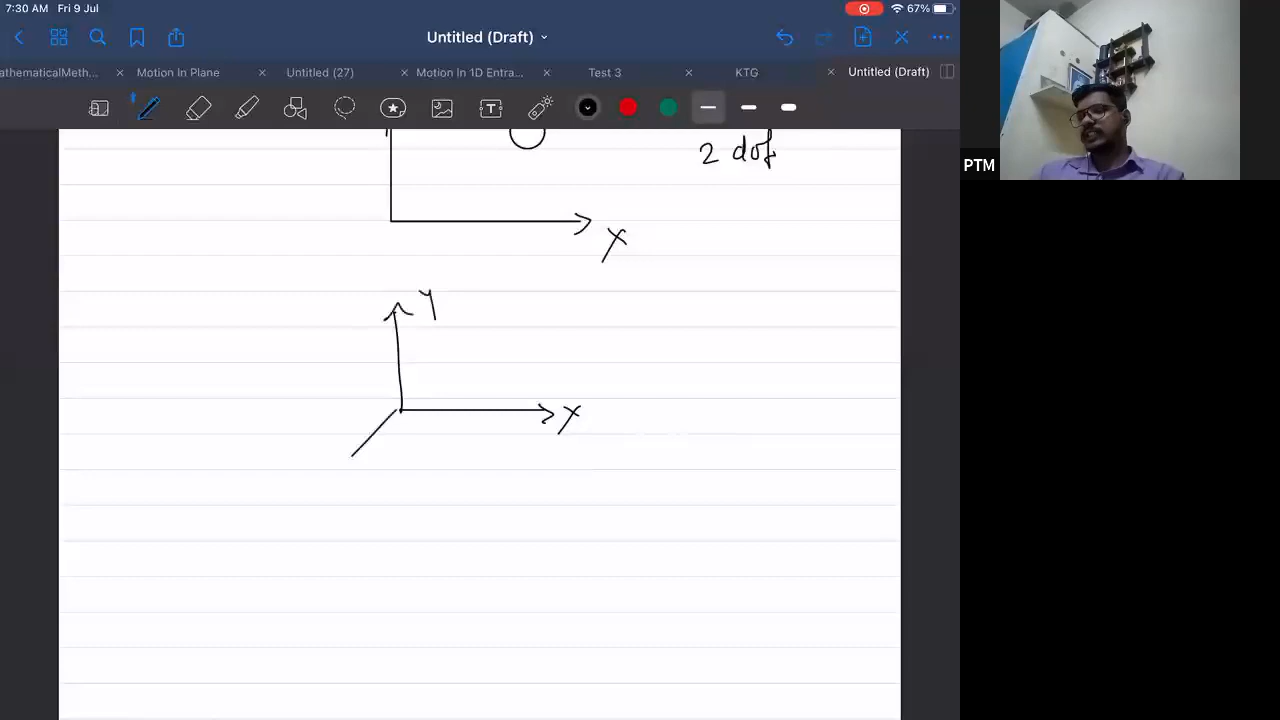 7:30 AM Fri 9 Jul
67%
Untitled (Draft)
athematicalMeth...
Motion In Plane
Untitled (27)
Motion In 1D Entra...
Test 3
KTG
Untitled (Draft)
T
PTM
2 dof
X
Y
X